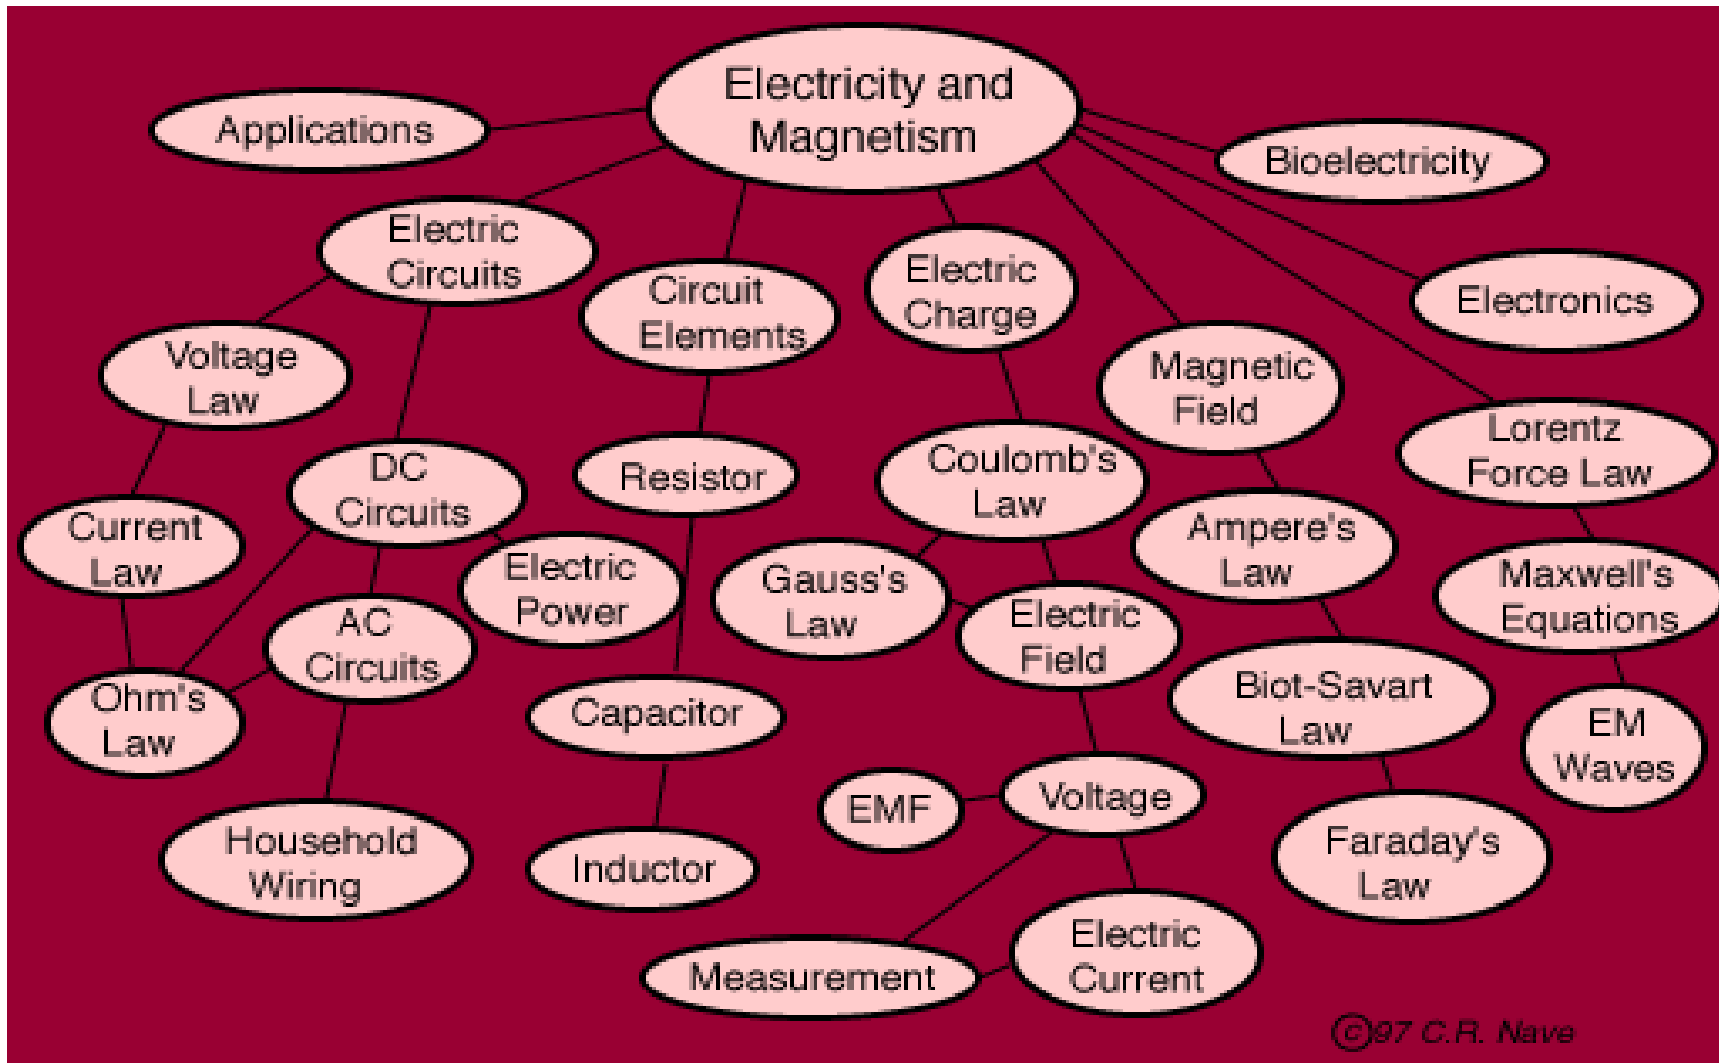 Electricity and
Magnetism
Applications
Bioelectricity
Electric
Circuits
Circuit
Elements
Electric
Charge
Electronics
Voltage
Law
Magnetic
Field
DC
Circuits
Resistor
Coulomb's
Law
Lorentz
Force Law
Current
Law
Electric
Power
Gauss's
Law
Ampere's
Law
Maxwell's
Equations
AC
Circuits
Electric
Field
Ohm's
Law
Capacitor
Biot-Savart
Law
EM
Waves
EMF
Voltage
Household
Wiring
Inductor
Faraday's
Law
Measurement
Electric
Current
©97 C.R. Nave